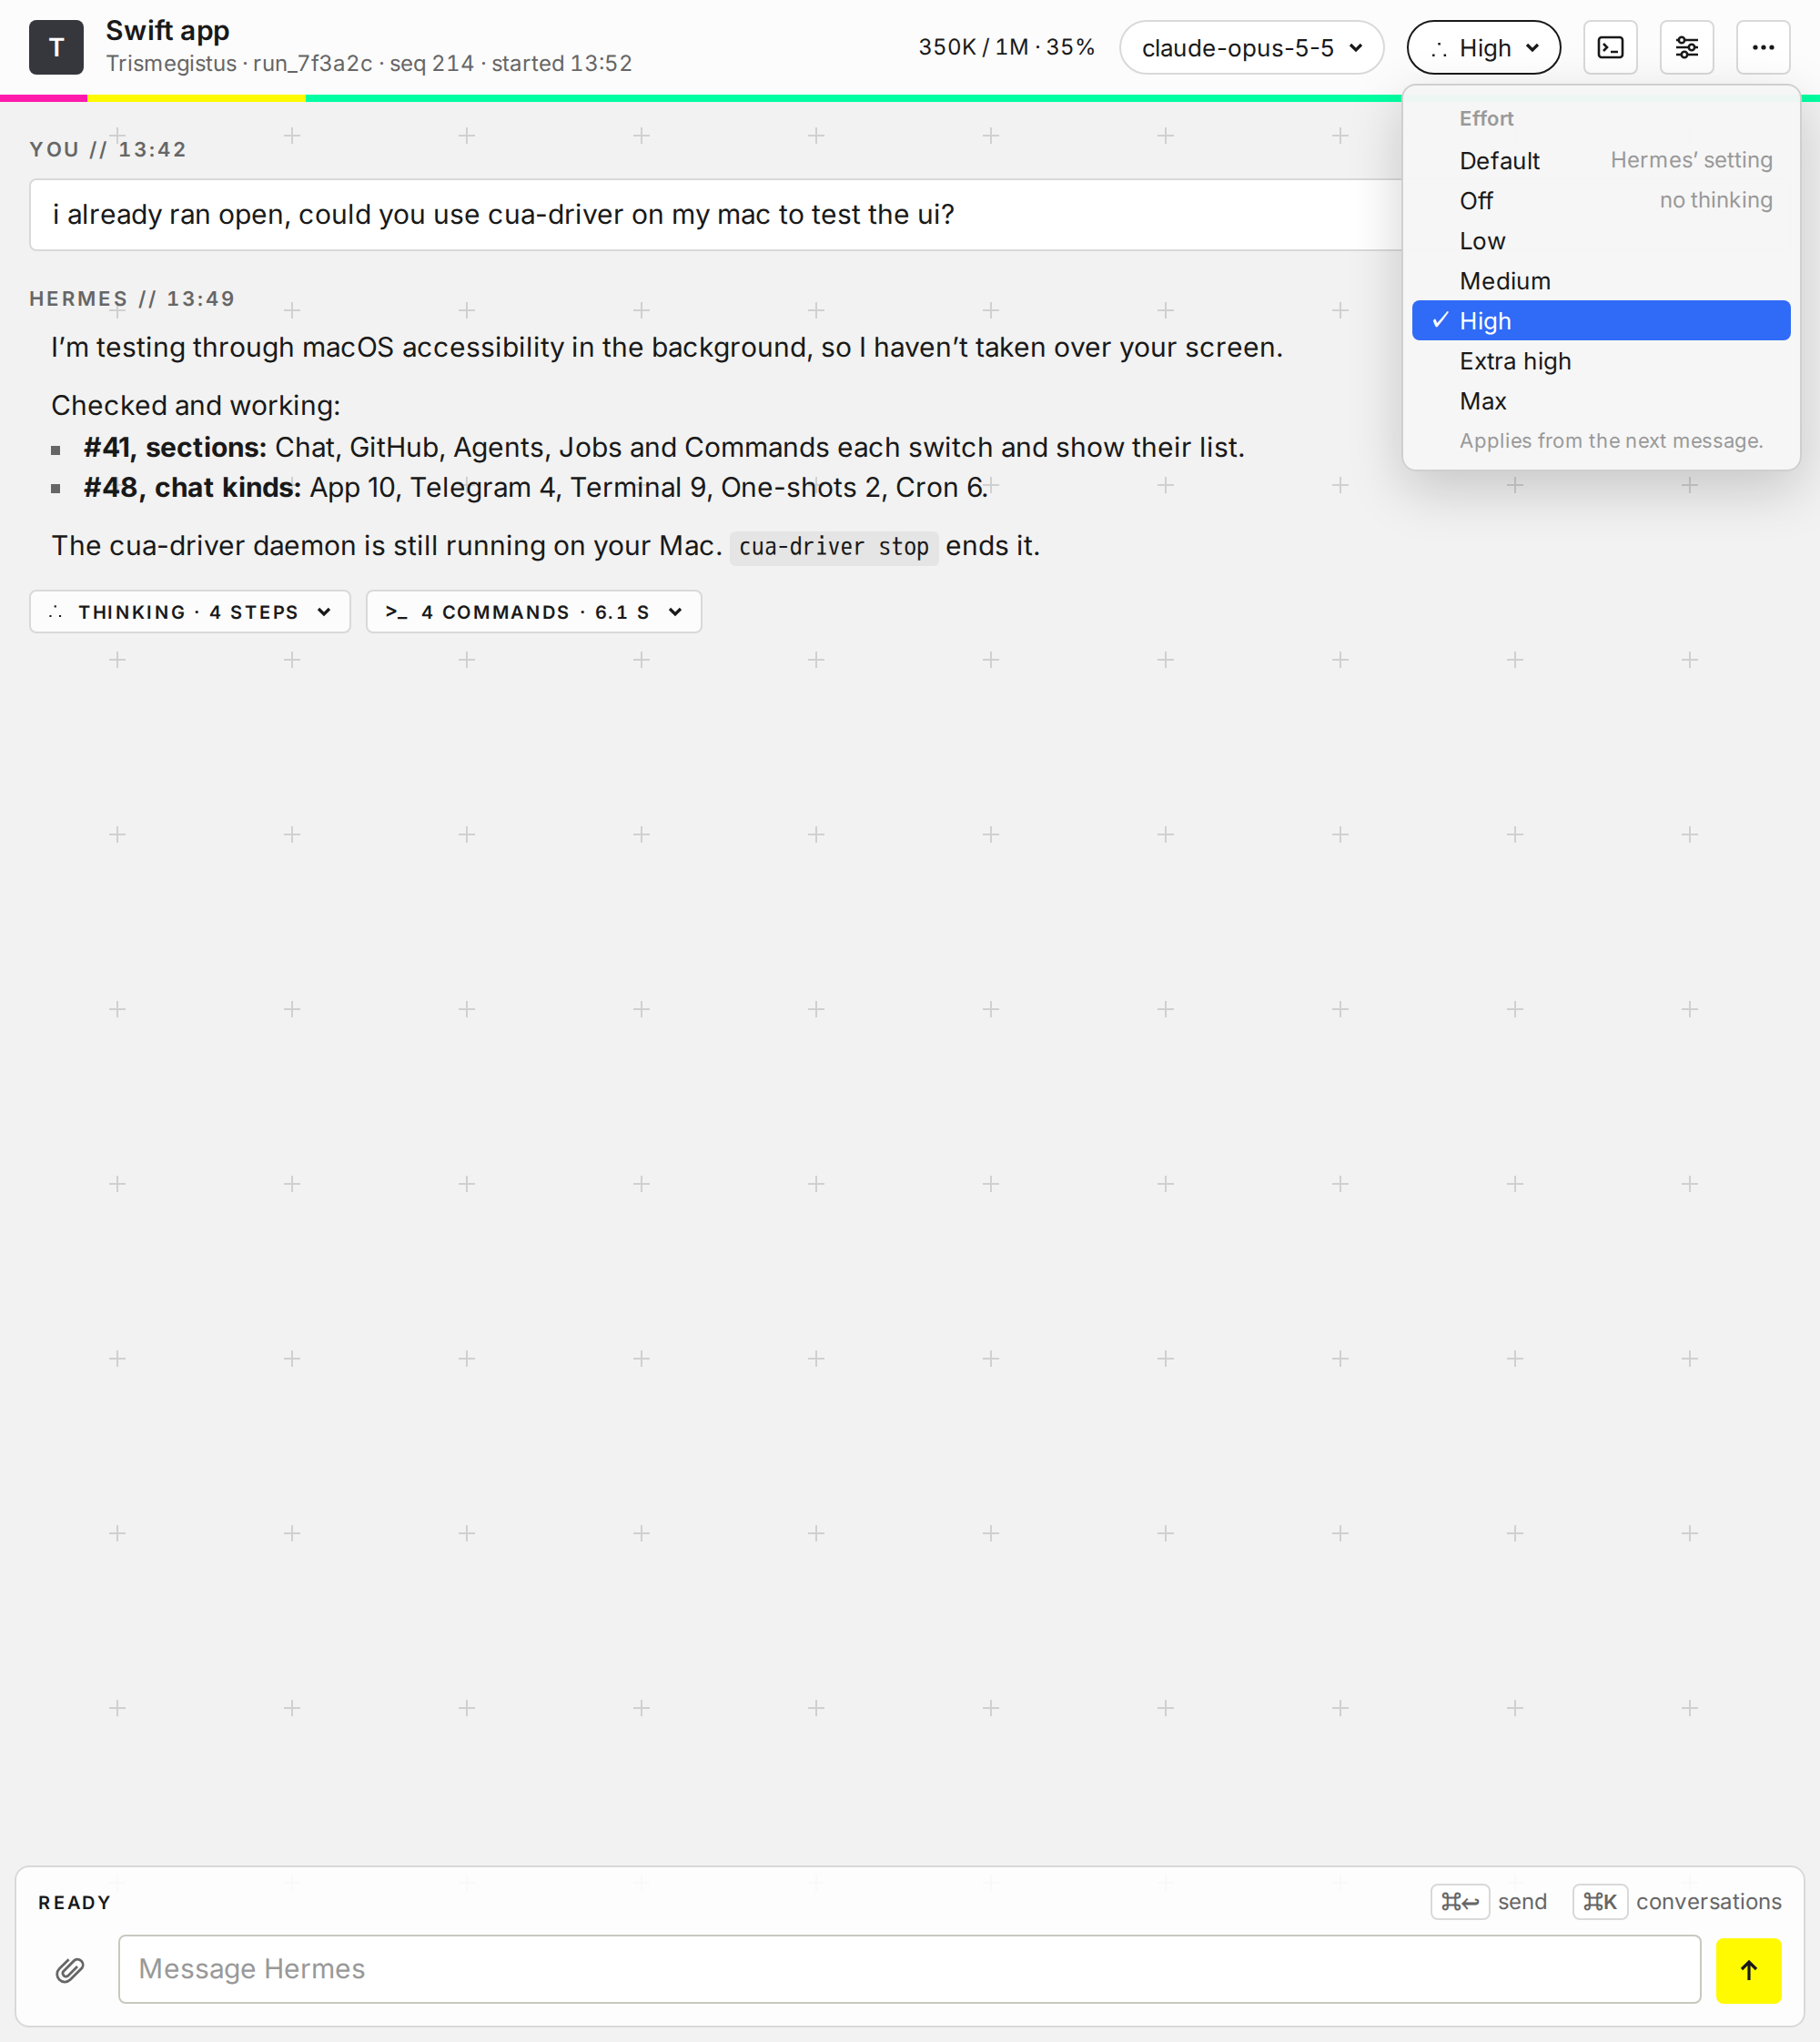 T
Swift app
Trismegistus · run_7f3a2c · seq 214 · started 13:52
350K / 1M · 35%
claude-opus-5-5
∴ High
Effort
Default Hermes’ setting
Off no thinking
Low
Medium
✓ High
Extra high
Max
Applies from the next message.
YOU // 13:42
i already ran open, could you use cua-driver on my mac to test the ui?
HERMES // 13:49
I’m testing through macOS accessibility in the background, so I haven’t taken over your screen.
Checked and working:
#41, sections: Chat, GitHub, Agents, Jobs and Commands each switch and show their list.
#48, chat kinds: App 10, Telegram 4, Terminal 9, One-shots 2, Cron 6.
The cua-driver daemon is still running on your Mac. cua-driver stop ends it.
∴ THINKING · 4 STEPS
>_ 4 COMMANDS · 6.1 S
READY
⌘↩ send ⌘K conversations
Message Hermes